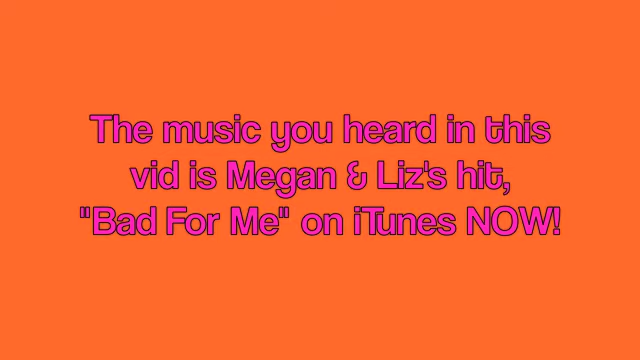 The music you heard in this
vid is Megan & Liz's hit,
"Bad For Me" on iTunes NOW!